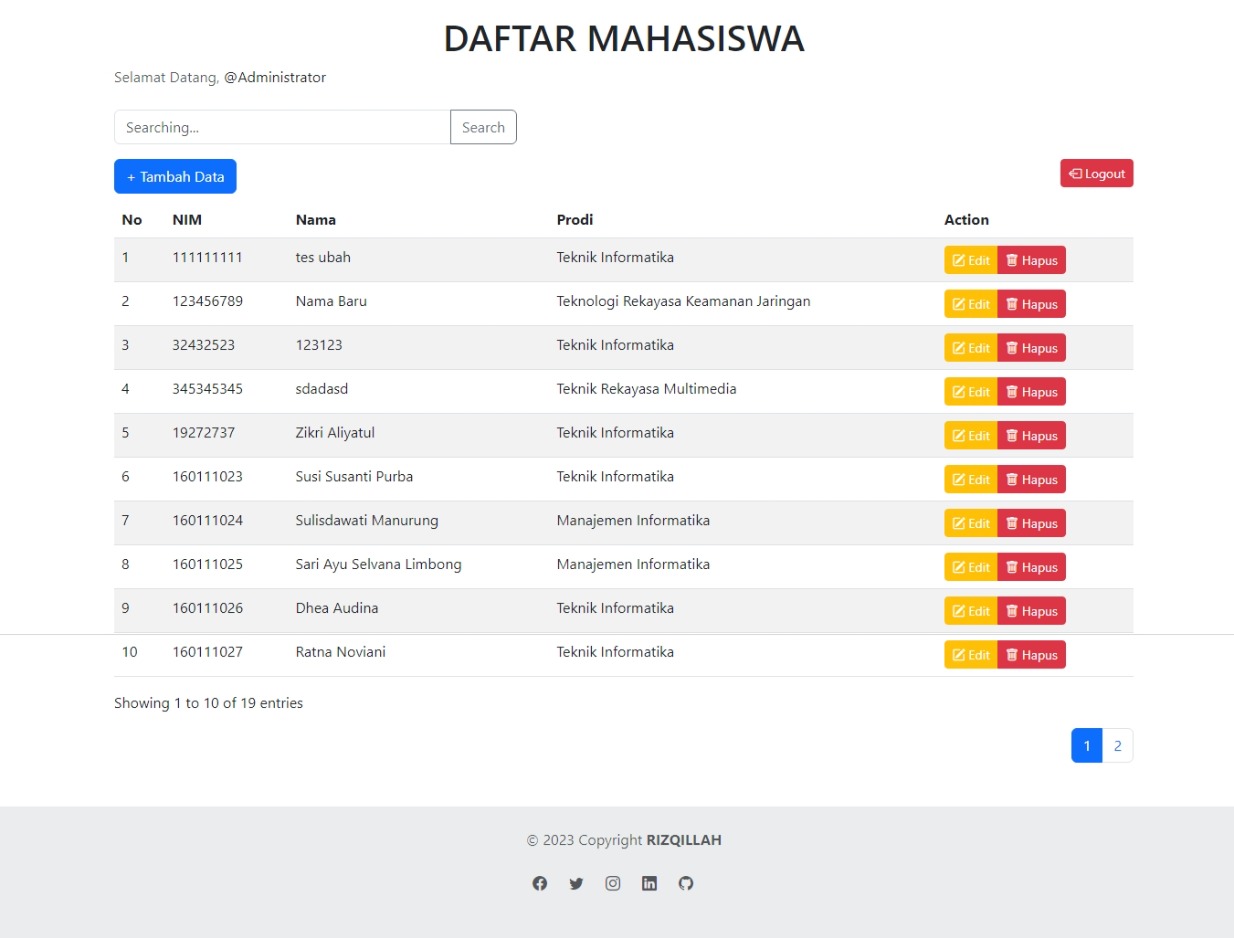 DAFTAR MAHASISWA
Selamat Datang, @Administrator
Searching... Search
+ Tambah Data Logout
No NIM Nama Prodi Action
1 111111111 tes ubah Teknik Informatika Edit Hapus
2 123456789 Nama Baru Teknologi Rekayasa Keamanan Jaringan Edit Hapus
3 32432523 123123 Teknik Informatika Edit Hapus
4 345345345 sdadasd Teknik Rekayasa Multimedia Edit Hapus
5 19272737 Zikri Aliyatul Teknik Informatika Edit Hapus
6 160111023 Susi Susanti Purba Teknik Informatika Edit Hapus
7 160111024 Sulisdawati Manurung Manajemen Informatika Edit Hapus
8 160111025 Sari Ayu Selvana Limbong Manajemen Informatika Edit Hapus
9 160111026 Dhea Audina Teknik Informatika Edit Hapus
10 160111027 Ratna Noviani Teknik Informatika Edit Hapus
Showing 1 to 10 of 19 entries
1 2
© 2023 Copyright RIZQILLAH